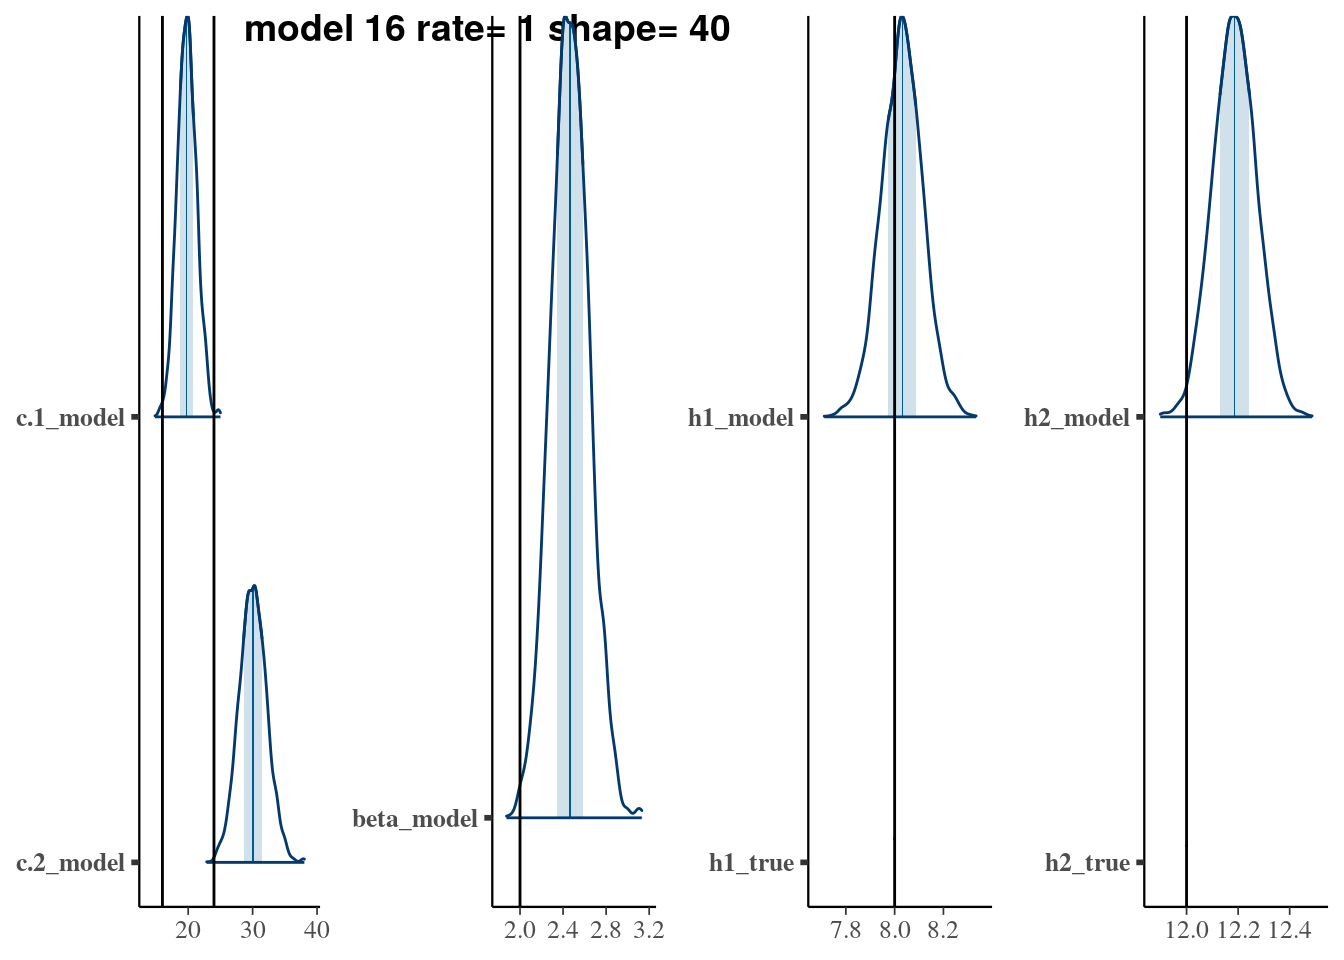 model 16 rate= 1 shape= 40
c.1_model
c.2_model
20 30 40
beta_model
2.0 2.4 2.8 3.2
h1_model
h1_true
7.8 8.0 8.2
h2_model
h2_true
12.0 12.2 12.4